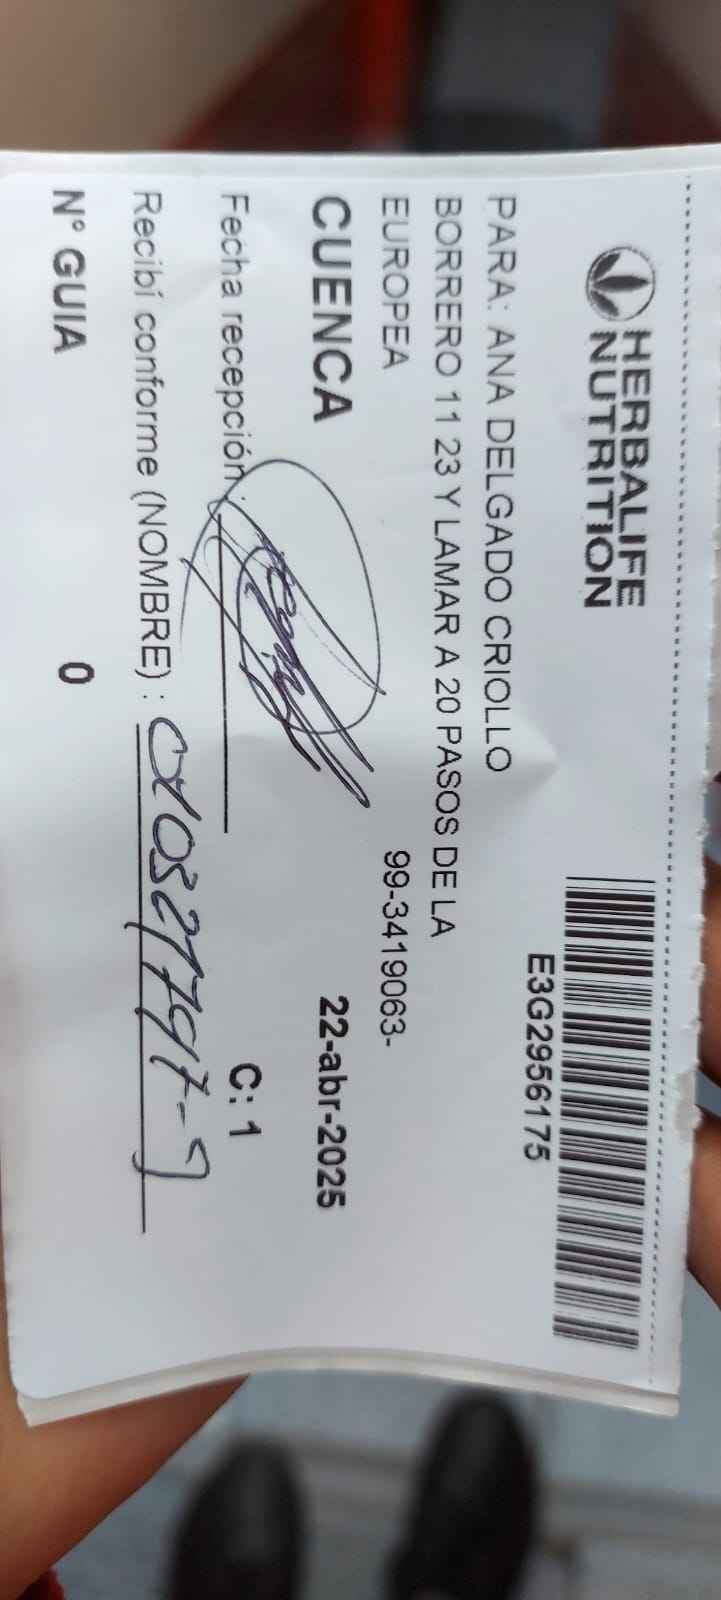 HERBALIFE
NUTRITION
E3G2956175
PARA: ANA DELGADO CRIOLLO
BORRERO 11 23 Y LAMAR A 20 PASOS DE LA
EUROPEA 99-3419063-
CUENCA 22-abr-2025
Fecha recepción : C: 1
Recibí conforme (NOMBRE) :
N° GUIA 0